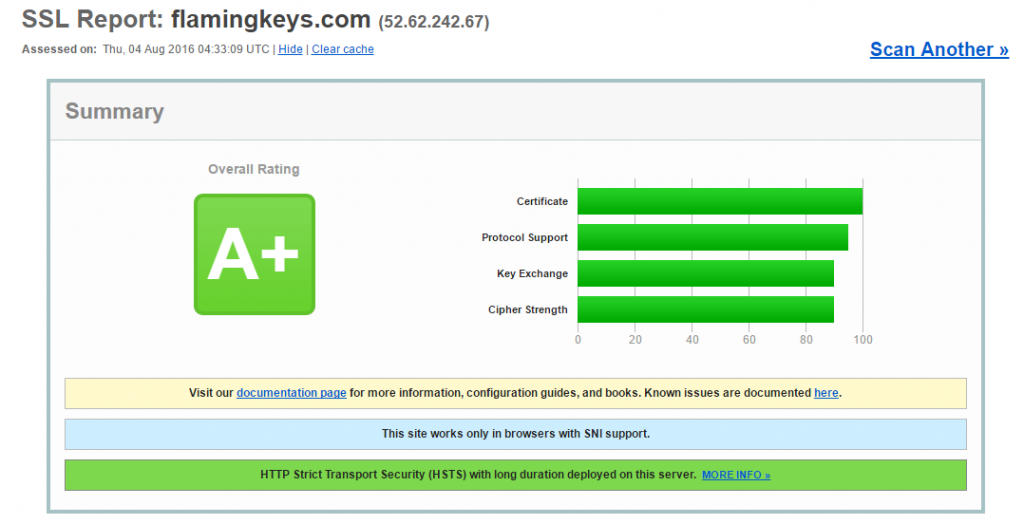 SSL Report: flamingkeys.com (52.62.242.67)
Assessed on: Thu, 04 Aug 2016 04:33:09 UTC | Hide | Clear cache
Scan Another »
Summary
Overall Rating
A+
Certificate
Protocol Support
Key Exchange
Cipher Strength
0 20 40 60 80 100
Visit our documentation page for more information, configuration guides, and books. Known issues are documented here.
This site works only in browsers with SNI support.
HTTP Strict Transport Security (HSTS) with long duration deployed on this server. MORE INFO »